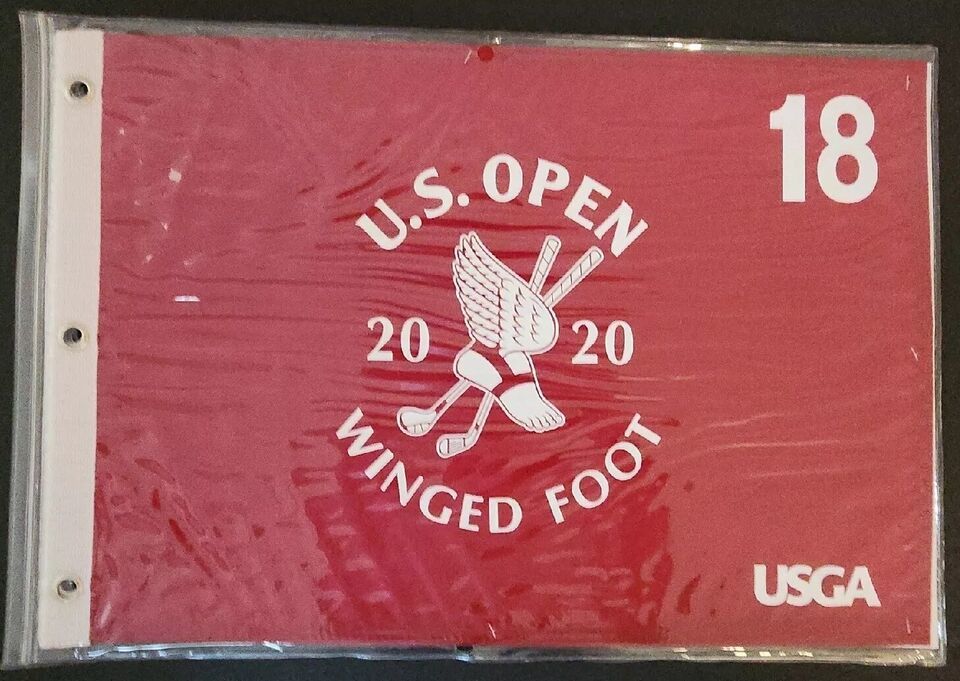 18
U.S. OPEN
20 20
WINGED FOOT
USGA